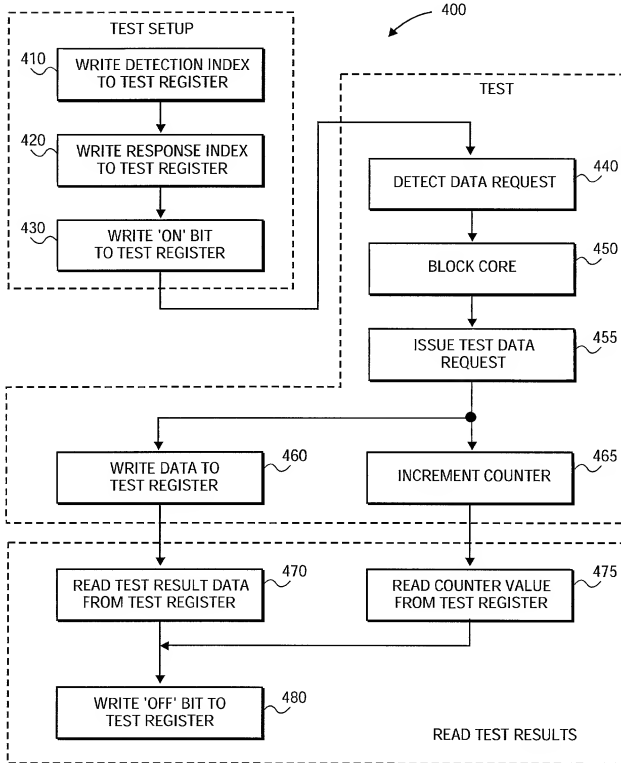 400
TEST SETUP
410
WRITE DETECTION INDEX
TO TEST REGISTER
420
WRITE RESPONSE INDEX
TO TEST REGISTER
430
WRITE 'ON' BIT
TO TEST REGISTER
TEST
DETECT DATA REQUEST
440
BLOCK CORE
450
ISSUE TEST DATA
REQUEST
455
WRITE DATA TO
TEST REGISTER
460
INCREMENT COUNTER
465
READ TEST RESULT DATA
FROM TEST REGISTER
470
READ COUNTER VALUE
FROM TEST REGISTER
475
WRITE 'OFF' BIT TO
TEST REGISTER
480
READ TEST RESULTS